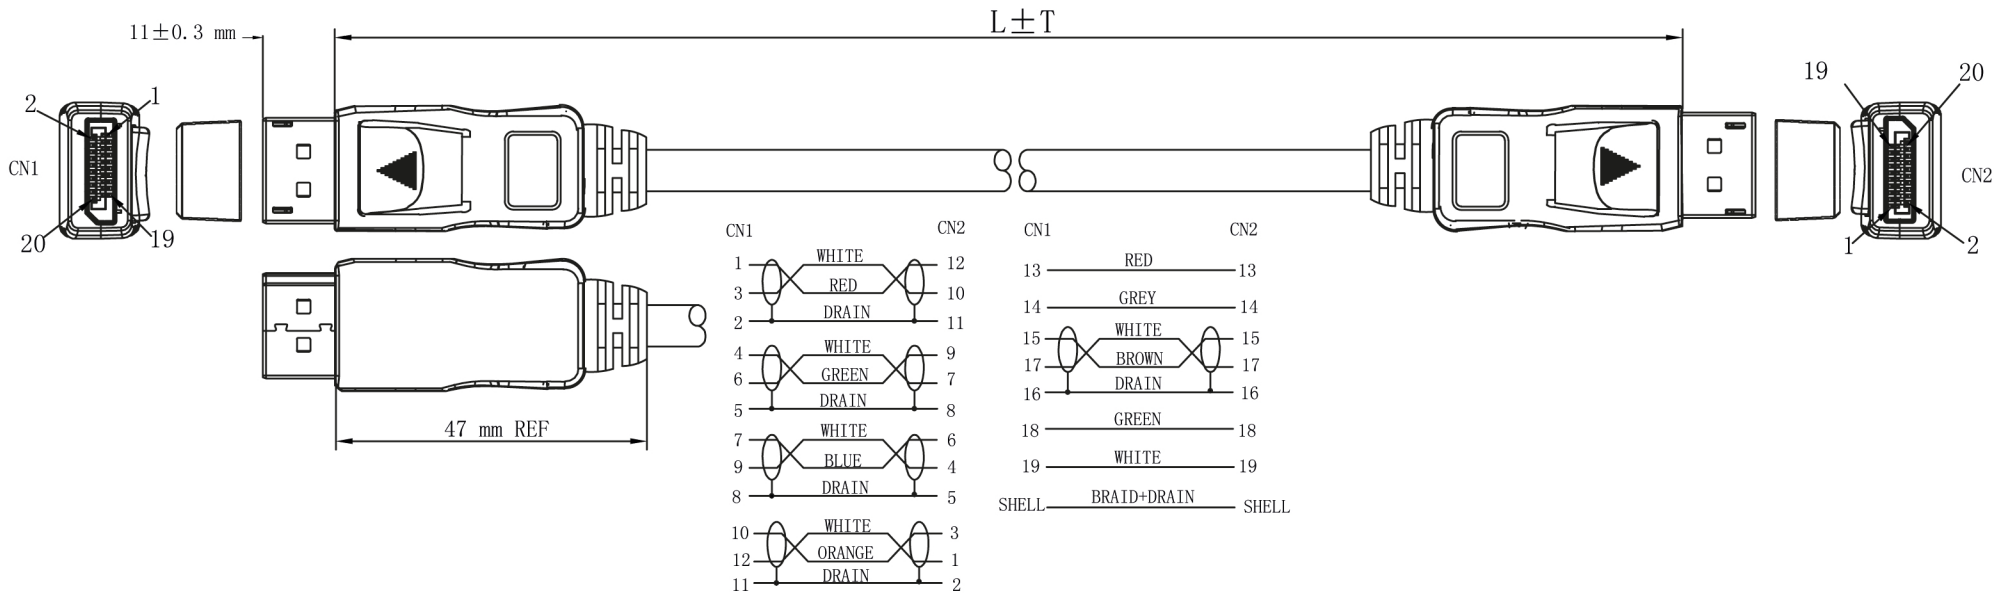 11±0.3 mm
L±T
2 1
CN1
20 19
19 20
CN2
1 2
47 mm REF
CN1 CN2
1 WHITE 12
3 RED 10
2 DRAIN 11
4 WHITE 9
6 GREEN 7
5 DRAIN 8
7 WHITE 6
9 BLUE 4
8 DRAIN 5
10 WHITE 3
12 ORANGE 1
11 DRAIN 2
CN1 CN2
13 RED 13
14 GREY 14
15 WHITE 15
17 BROWN 17
16 DRAIN 16
18 GREEN 18
19 WHITE 19
SHELL BRAID+DRAIN SHELL